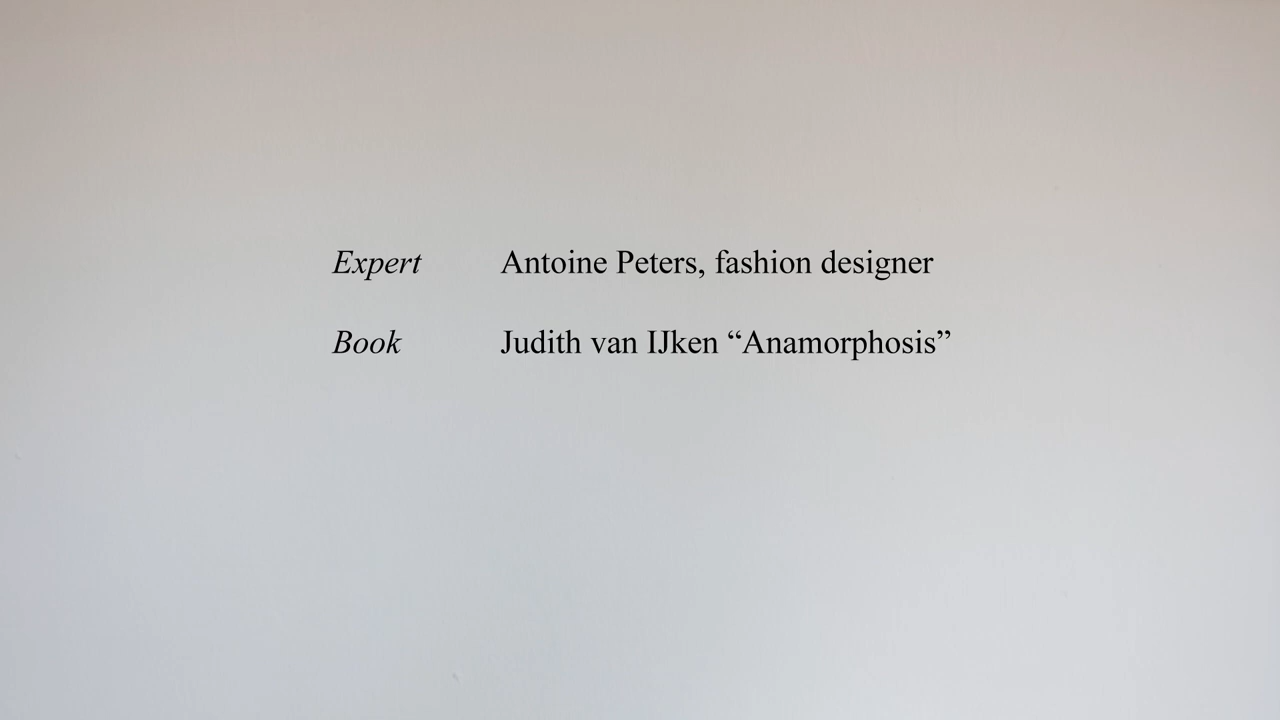 Expert Antoine Peters, fashion designer
Book Judith van IJken “Anamorphosis”